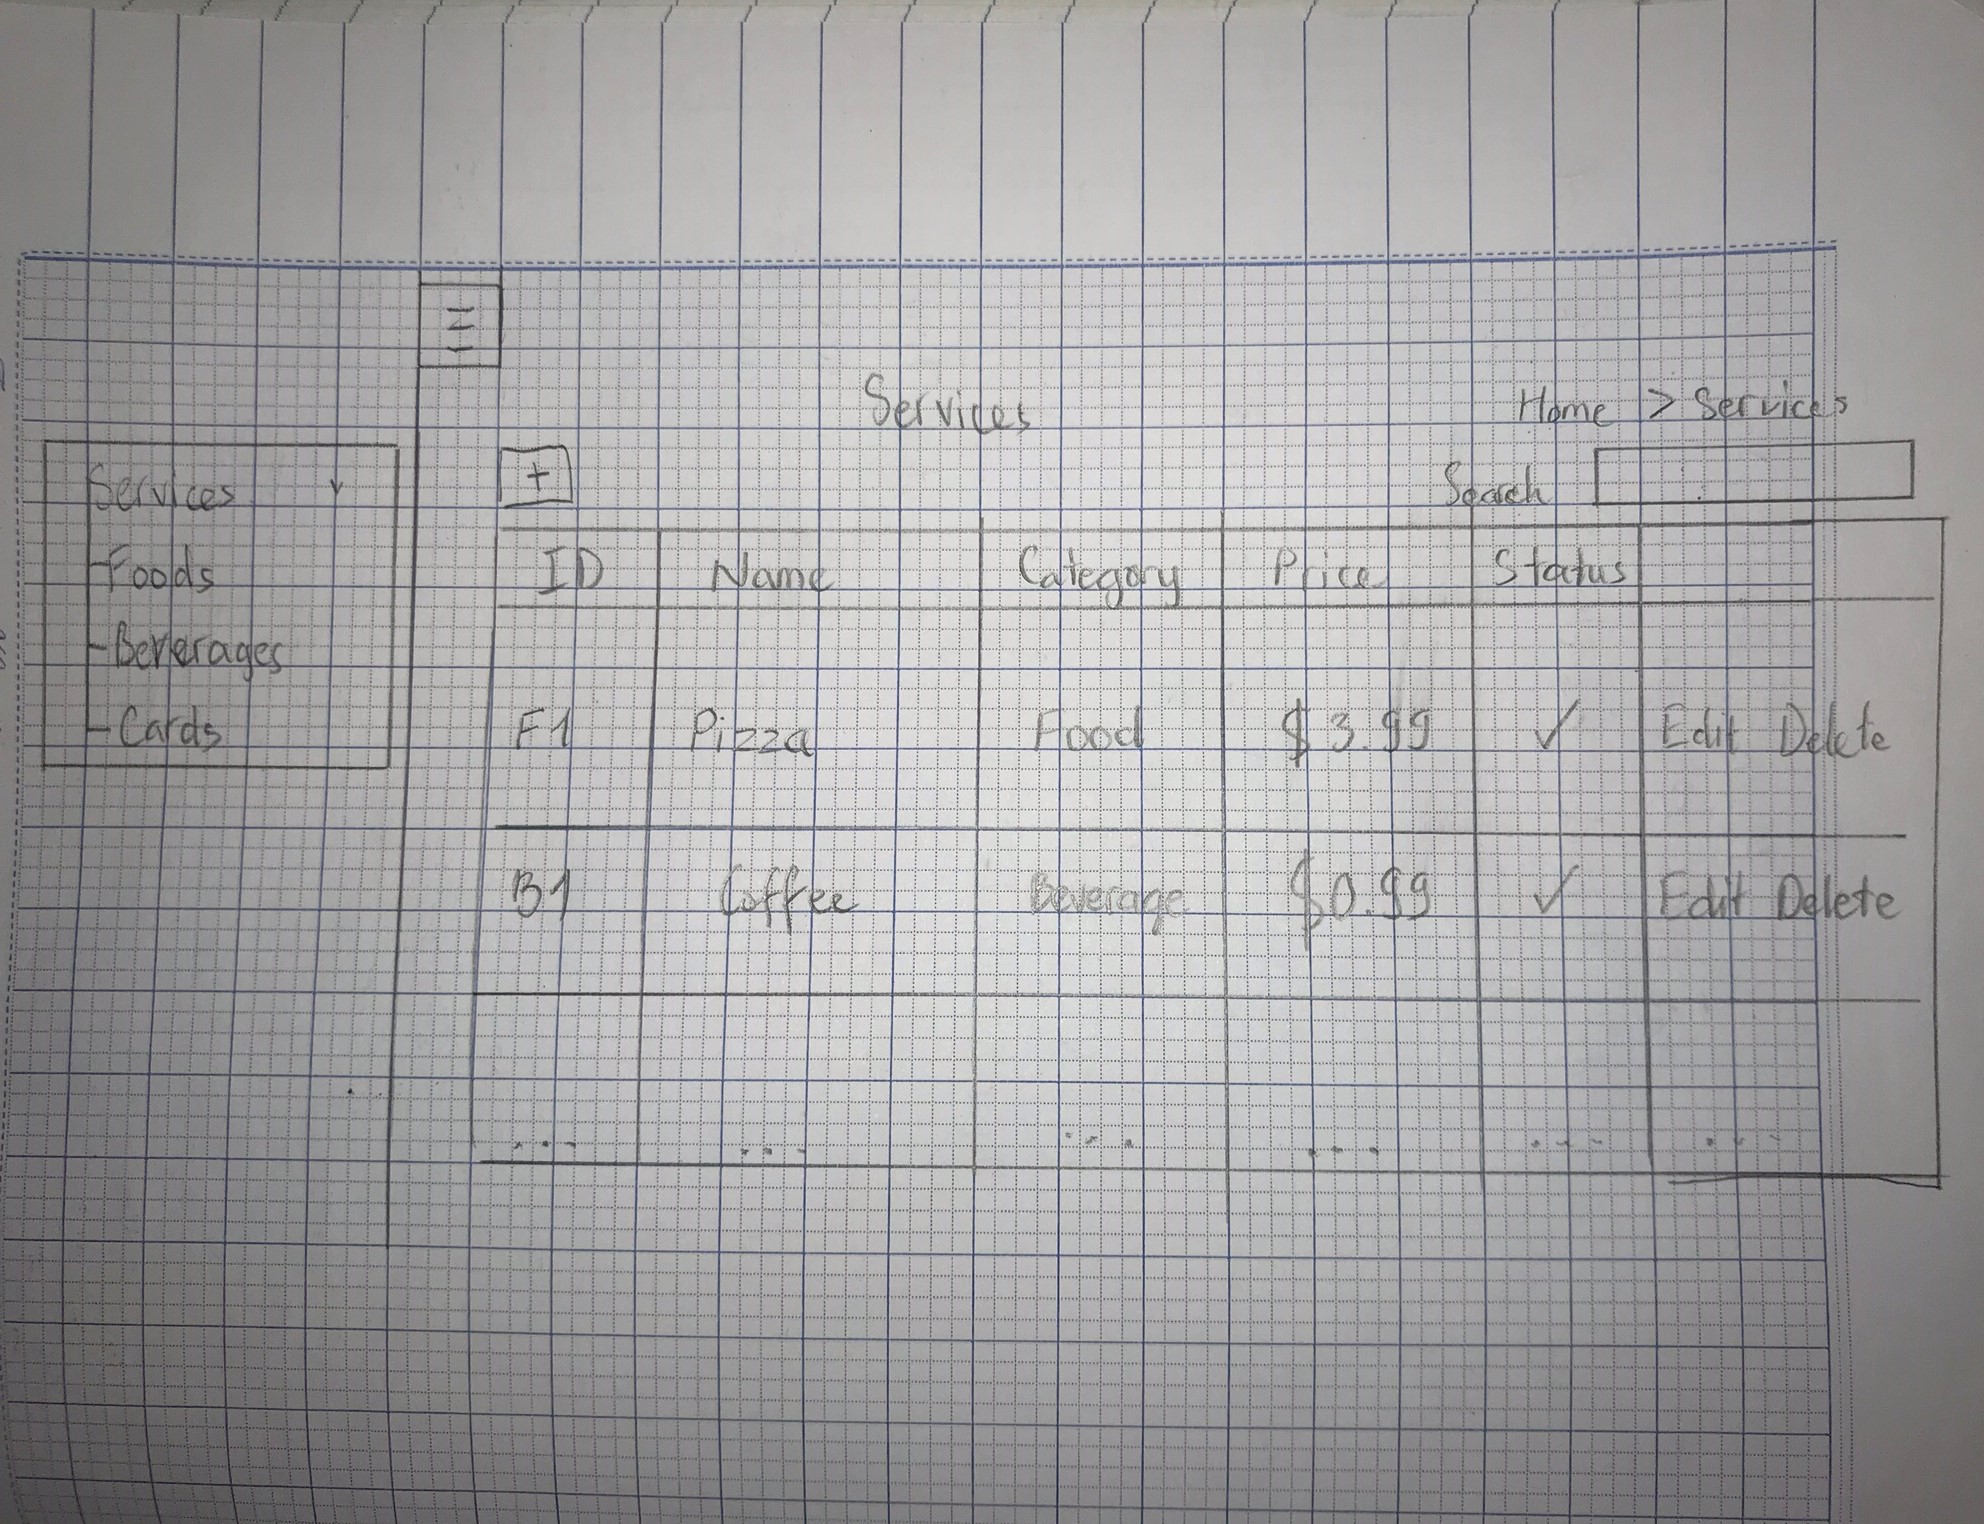 Services
Home > Services
+
Search
Services
-Foods
-Beverages
-Cards
ID Name Category Price Status
F1 Pizza Food $3.99 ✓ Edit Delete
B1 Coffee Beverage $0.99 ✓ Edit Delete
... ... ... ... ... ...